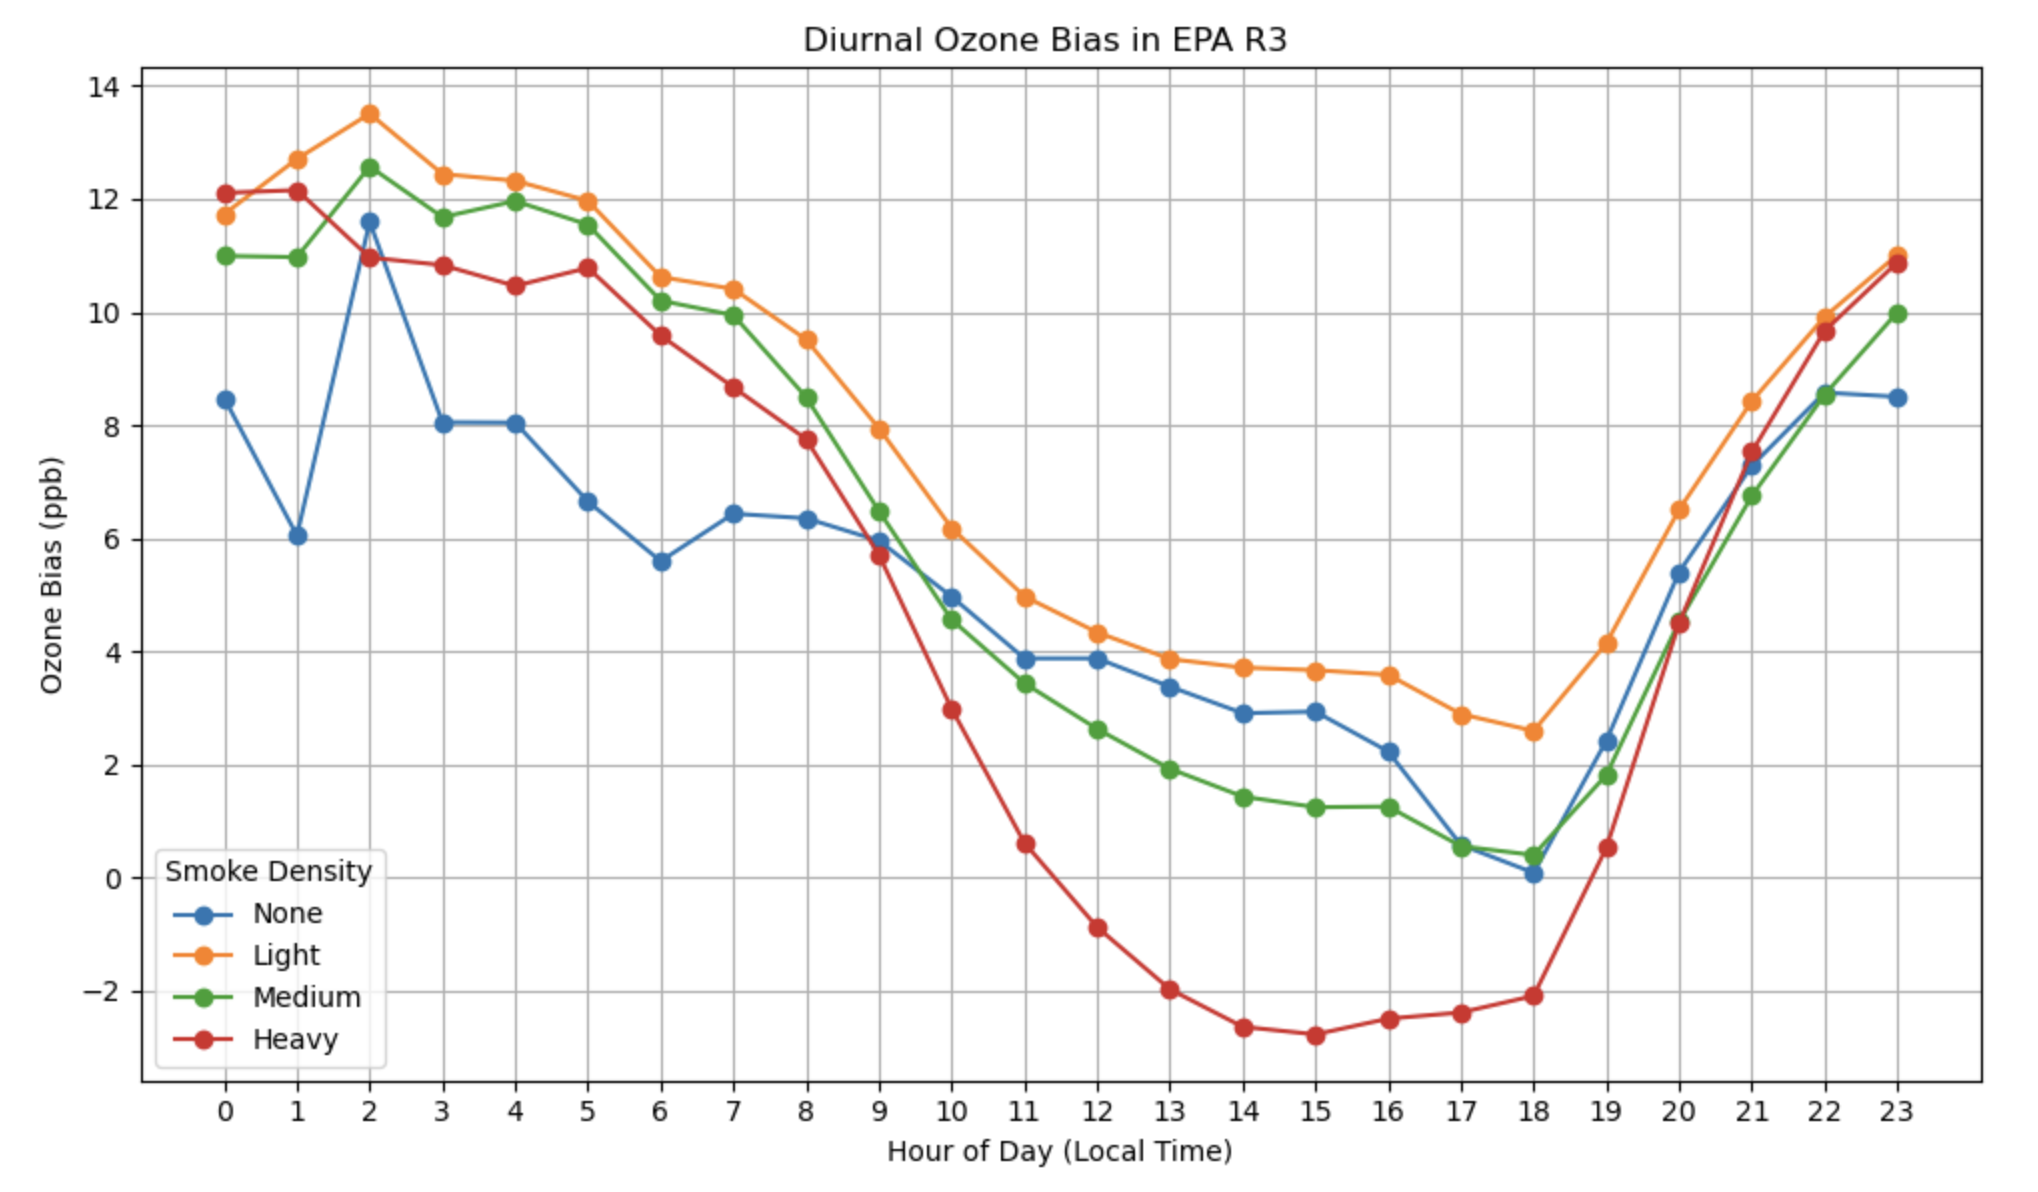 Diurnal Ozone Bias in EPA R3
14
12
10
8
6
4
2
0
−2
Ozone Bias (ppb)
Smoke Density
None
Light
Medium
Heavy
0 1 2 3 4 5 6 7 8 9 10 11 12 13 14 15 16 17 18 19 20 21 22 23
Hour of Day (Local Time)